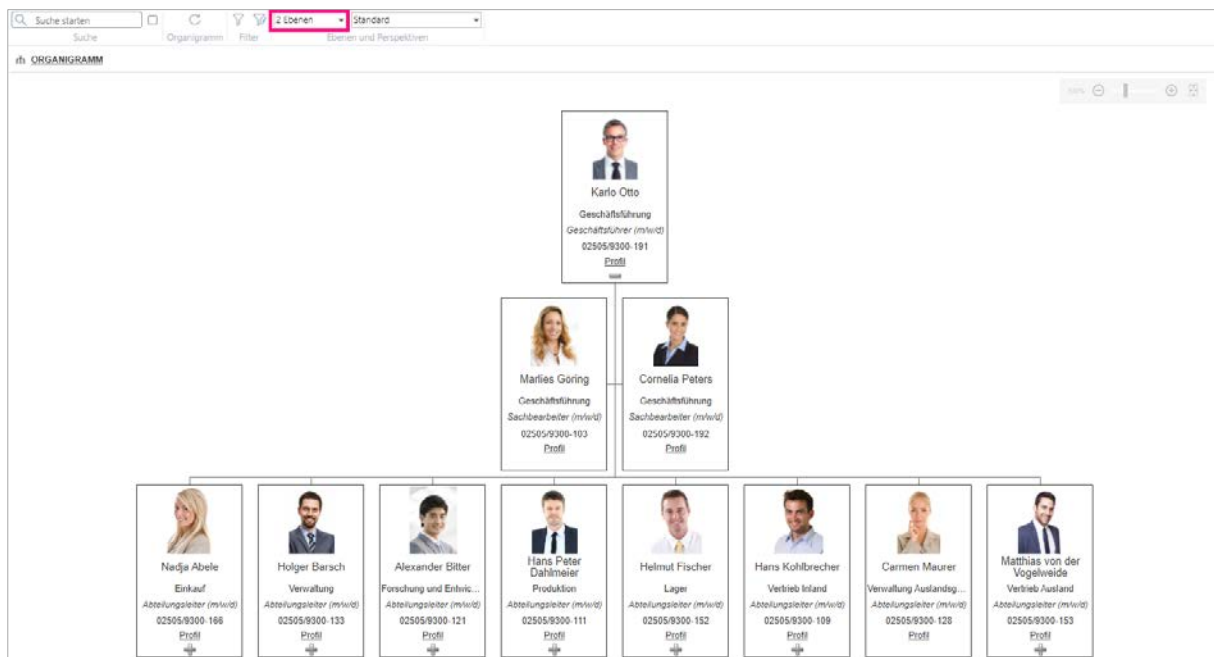 Suche starten
2 Ebenen
Standard
Suche
Organigramm
Filter
Ebenen und Perspektiven
ORGANIGRAMM
100%
Karlo Otto
Geschäftsführung
Geschäftsführer (m/w/d)
02505/9300-191
Profil
Marlies Göring
Geschäftsführung
Sachbearbeiter (m/w/d)
02505/9300-103
Profil
Cornelia Peters
Geschäftsführung
Sachbearbeiter (m/w/d)
02505/9300-192
Profil
Nadja Abele
Einkauf
Abteilungsleiter (m/w/d)
02505/9300-166
Profil
Holger Barsch
Verwaltung
Abteilungsleiter (m/w/d)
02505/9300-133
Profil
Alexander Bitter
Forschung und Entwic...
Abteilungsleiter (m/w/d)
02505/9300-121
Profil
Hans Peter
Dahlmeier
Produktion
Abteilungsleiter (m/w/d)
02505/9300-111
Profil
Helmut Fischer
Lager
Abteilungsleiter (m/w/d)
02505/9300-152
Profil
Hans Kohlbrecher
Vertrieb Inland
Abteilungsleiter (m/w/d)
02505/9300-109
Profil
Carmen Maurer
Verwaltung Auslandsg...
Abteilungsleiter (m/w/d)
02505/9300-128
Profil
Matthias von der
Vogelweide
Vertrieb Ausland
Abteilungsleiter (m/w/d)
02505/9300-153
Profil